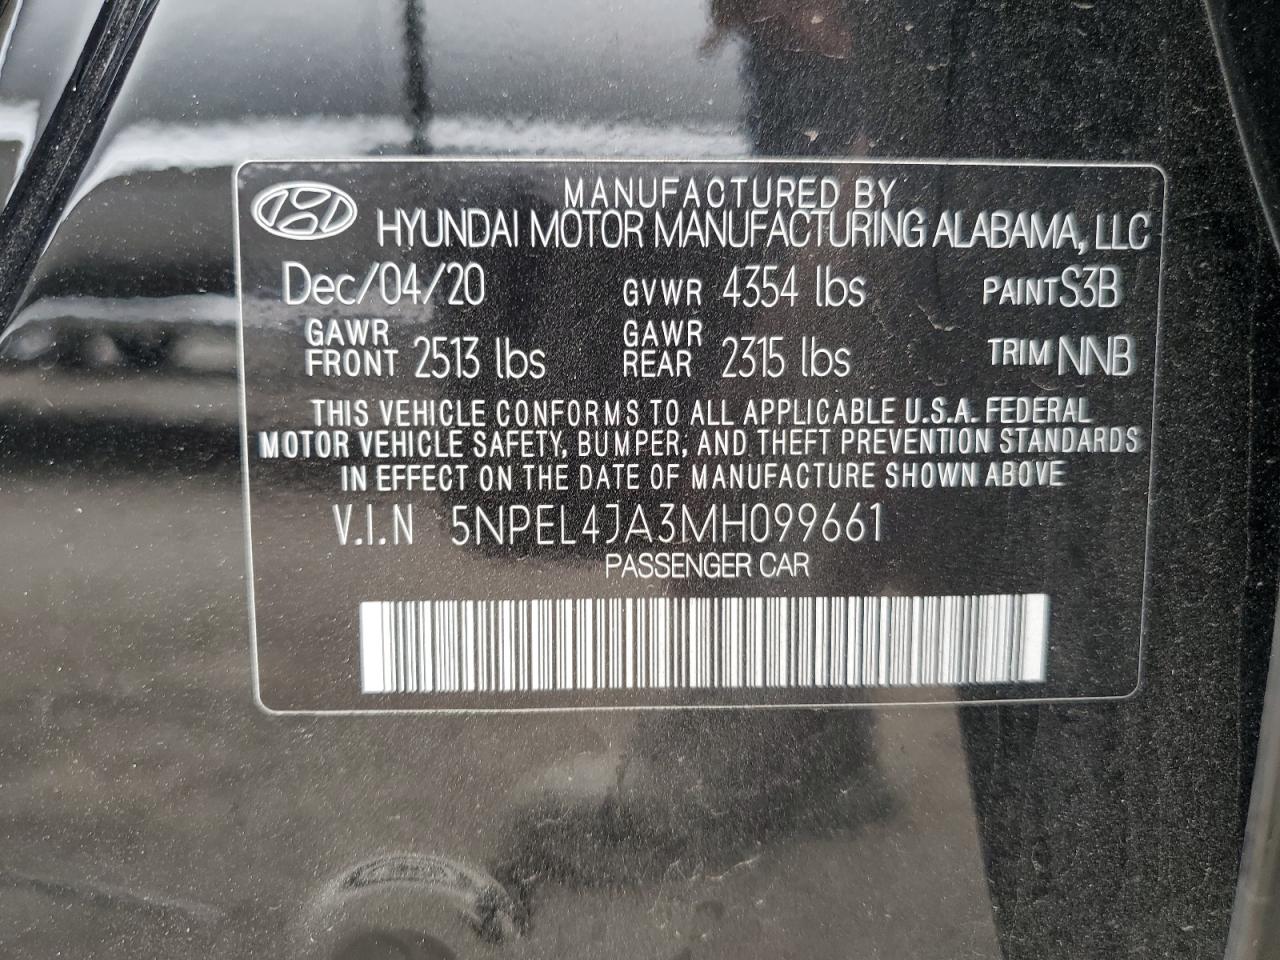 MANUFACTURED BY
HYUNDAI MOTOR MANUFACTURING ALABAMA, LLC
Dec/04/20 GVWR 4354 lbs PAINT S3B
GAWR FRONT 2513 lbs GAWR REAR 2315 lbs TRIM NNB
THIS VEHICLE CONFORMS TO ALL APPLICABLE U.S.A. FEDERAL
MOTOR VEHICLE SAFETY, BUMPER, AND THEFT PREVENTION STANDARDS
IN EFFECT ON THE DATE OF MANUFACTURE SHOWN ABOVE
V.I.N 5NPEL4JA3MH099661
PASSENGER CAR